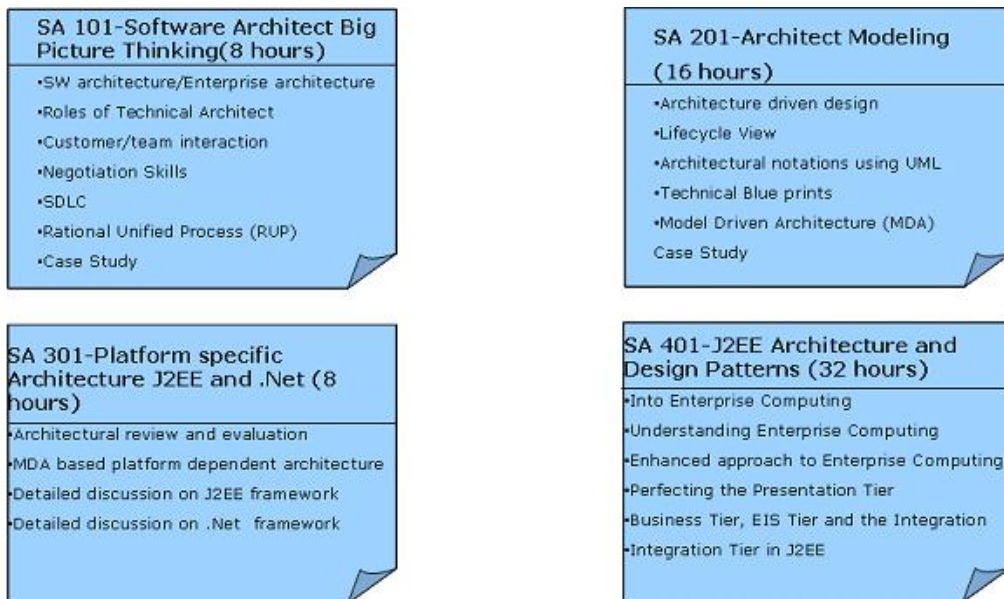 SA 101-Software Architect Big
Picture Thinking(8 hours)
•SW architecture/Enterprise architecture
•Roles of Technical Architect
•Customer/team interaction
•Negotiation Skills
•SDLC
•Rational Unified Process (RUP)
•Case Study
SA 201-Architect Modeling
(16 hours)
•Architecture driven design
•Lifecycle View
•Architectural notations using UML
•Technical Blue prints
•Model Driven Architecture (MDA)
Case Study
SA 301-Platform specific
Architecture J2EE and .Net (8
hours)
•Architectural review and evaluation
•MDA based platform dependent architecture
•Detailed discussion on J2EE framework
•Detailed discussion on .Net framework
SA 401-J2EE Architecture and
Design Patterns (32 hours)
•Into Enterprise Computing
•Understanding Enterprise Computing
•Enhanced approach to Enterprise Computing
•Perfecting the Presentation Tier
•Business Tier, EIS Tier and the Integration
•Integration Tier in J2EE